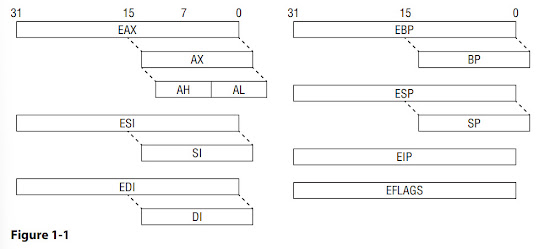 31 15 7 0
EAX
AX
AH AL
ESI
SI
EDI
DI
31 15 0
EBP
BP
ESP
SP
EIP
EFLAGS
Figure 1-1